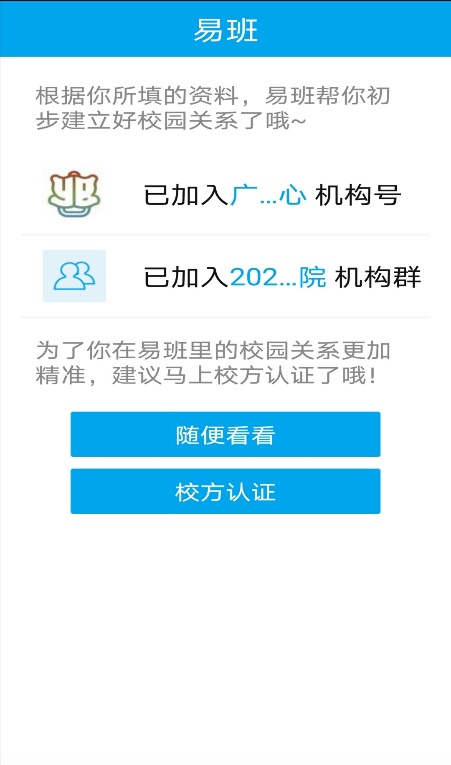 易班
根据你所填的资料，易班帮你初
步建立好校园关系了哦~
已加入广...心 机构号
已加入202...院 机构群
为了你在易班里的校园关系更加
精准，建议马上校方认证了哦！
随便看看
校方认证